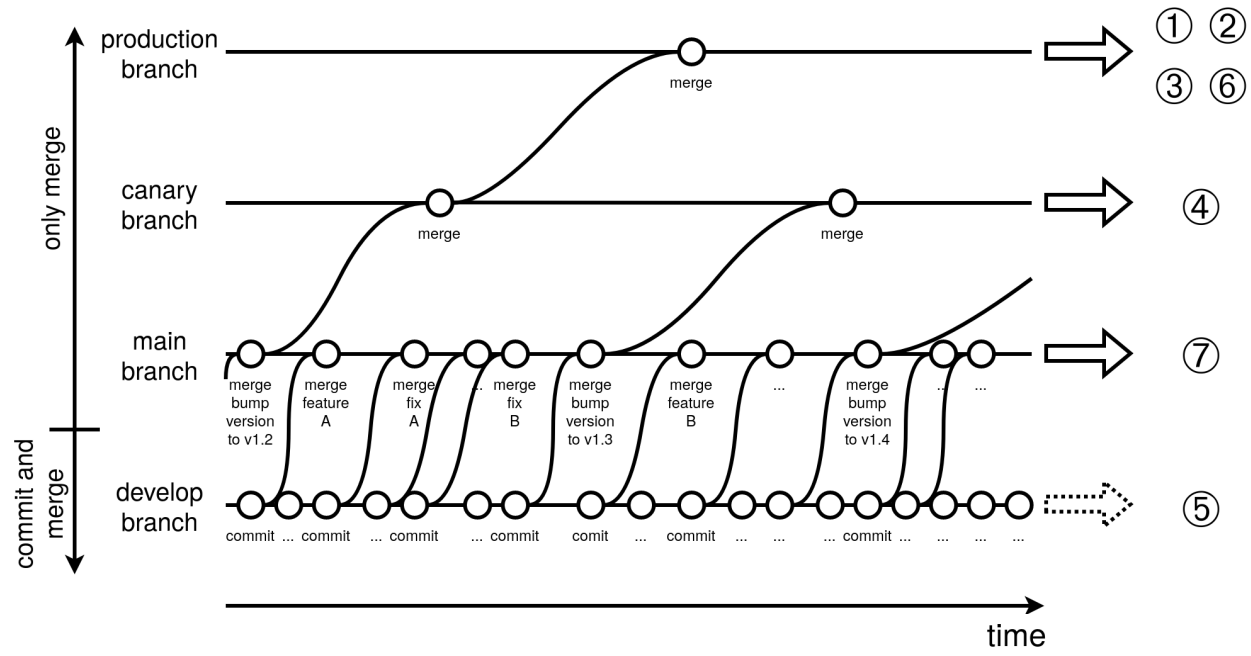 production
branch
merge
① ②
③ ⑥
only merge
canary
branch
merge
merge
④
main
branch
merge
bump
version
to v1.2
merge
feature
A
merge
fix
A
...
merge
fix
B
merge
bump
version
to v1.3
merge
feature
B
...
merge
bump
version
to v1.4
...
...
⑦
commit and
merge
develop
branch
commit ... commit ... commit ... commit comit ... commit ... ... ... commit ... ... ... ...
⑤
time